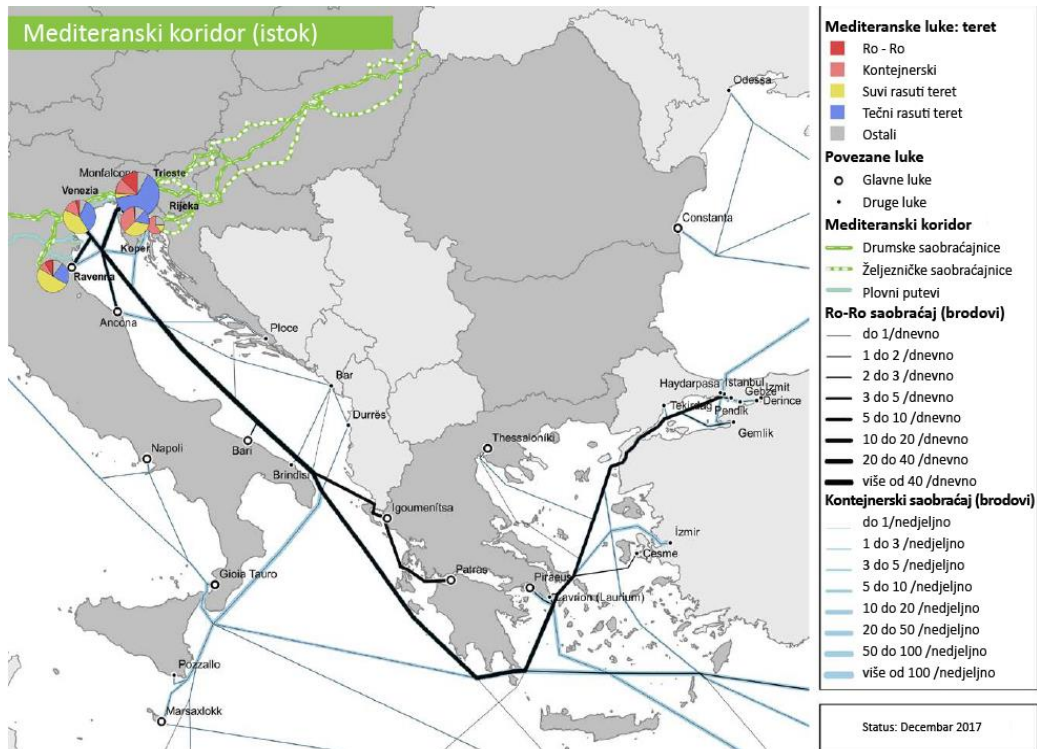 Mediteranski koridor (istok)
Odessa
Monfalcone
Trieste
Venezia
Rijeka
Koper
Ravenna
Constanta
Ancona
Ploce
Bar
Haydarpasa
Istanbul
Izmit
Gebze
Derince
Tekirdag
Pendik
Gemlik
Durrës
Bari
Thessaloníki
Napoli
Brindisi
Igoumenítsa
İzmir
Cesme
Gioia Tauro
Patras
Piraeus
Lavrion (Laurium)
Pozzallo
Marsaxlokk
Mediteranske luke: teret
Ro - Ro
Kontejnerski
Suvi rasuti teret
Tečni rasuti teret
Ostali
Povezane luke
Glavne luke
Druge luke
Mediteranski koridor
Drumske saobraćajnice
Željezničke saobraćajnice
Plovni putevi
Ro-Ro saobraćaj (brodovi)
do 1/dnevno
1 do 2 /dnevno
2 do 3 /dnevno
3 do 5 /dnevno
5 do 10 /dnevno
10 do 20 /dnevno
20 do 40 /dnevno
više od 40 /dnevno
Kontejnerski saobraćaj (brodovi)
do 1/nedjeljno
1 do 3 /nedjeljno
3 do 5 /nedjeljno
5 do 10 /nedjeljno
10 do 20 /nedjeljno
20 do 50 /nedjeljno
50 do 100 /nedjeljno
više od 100 /nedjeljno
Status: Decembar 2017